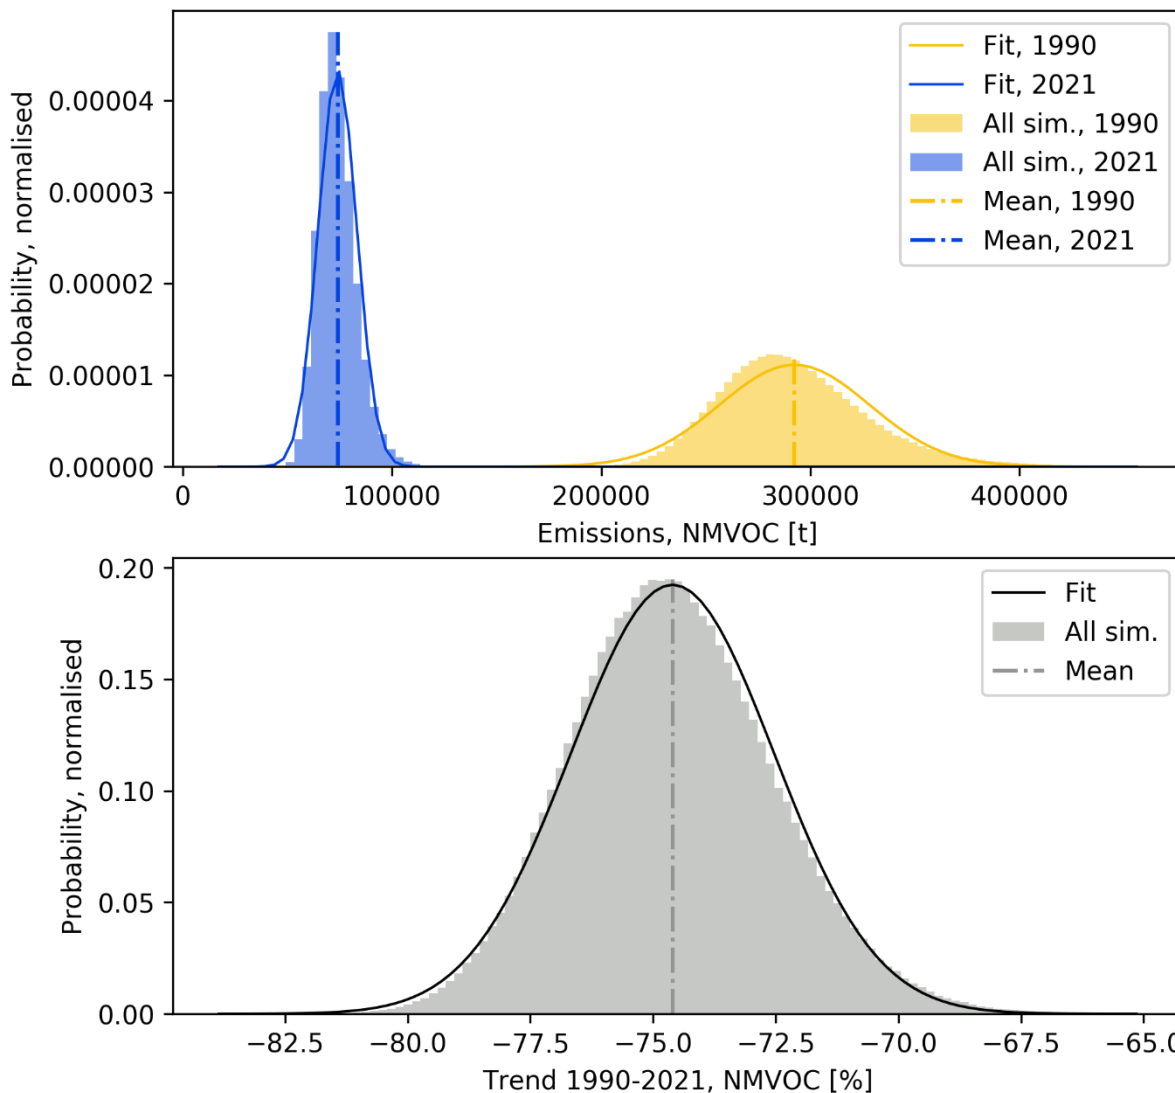 Probability, normalised
0.00004
0.00003
0.00002
0.00001
0.00000
0
100000
200000
300000
400000
Emissions, NMVOC [t]
Fit, 1990
Fit, 2021
All sim., 1990
All sim., 2021
Mean, 1990
Mean, 2021
Probability, normalised
0.20
0.15
0.10
0.05
0.00
−82.5
−80.0
−77.5
−75.0
−72.5
−70.0
−67.5
−65.0
Trend 1990-2021, NMVOC [%]
Fit
All sim.
Mean